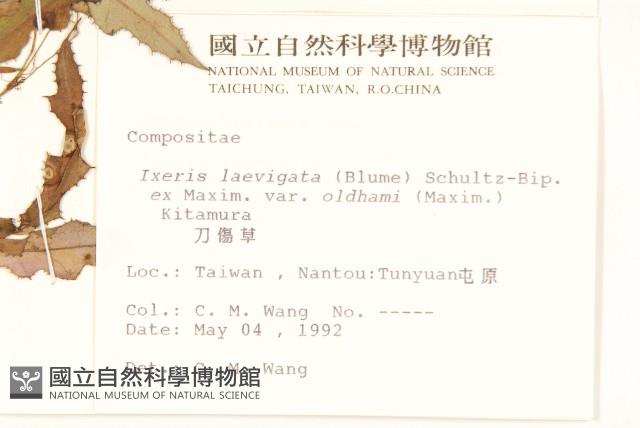 國立自然科學博物館
NATIONAL MUSEUM OF NATURAL SCIENCE
TAICHUNG, TAIWAN, R.O.CHINA
Compositae
Ixeris laevigata (Blume) Schultz-Bip.
ex Maxim. var. oldhami (Maxim.)
Kitamura
刀傷草
Loc.: Taiwan , Nantou:Tunyuan屯原
Col.: C. M. Wang No. -----
Date: May 04 , 1992
Det.: C. M. Wang
國立自然科學博物館
NATIONAL MUSEUM OF NATURAL SCIENCE